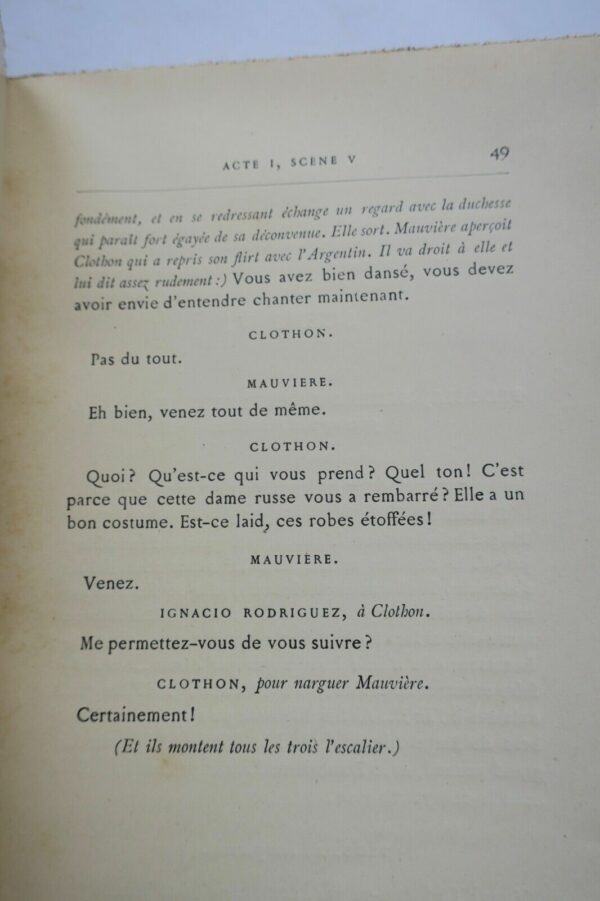 ACTE I, SCÈNE V 49
fondément, et en se redressant échange un regard avec la duchesse
qui paraît fort égayée de sa déconvenue. Elle sort. Mauvière aperçoit
Clothon qui a repris son flirt avec l'Argentin. Il va droit à elle et
lui dit assez rudement :) Vous avez bien dansé, vous devez
avoir envie d'entendre chanter maintenant.
CLOTHON.
Pas du tout.
MAUVIÈRE.
Eh bien, venez tout de même.
CLOTHON.
Quoi? Qu'est-ce qui vous prend? Quel ton! C'est
parce que cette dame russe vous a rembarré? Elle a un
bon costume. Est-ce laid, ces robes étoffées!
MAUVIÈRE.
Venez.
IGNACIO RODRIGUEZ, à Clothon.
Me permettez-vous de vous suivre?
CLOTHON, pour narguer Mauvière.
Certainement!
(Et ils montent tous les trois l'escalier.)